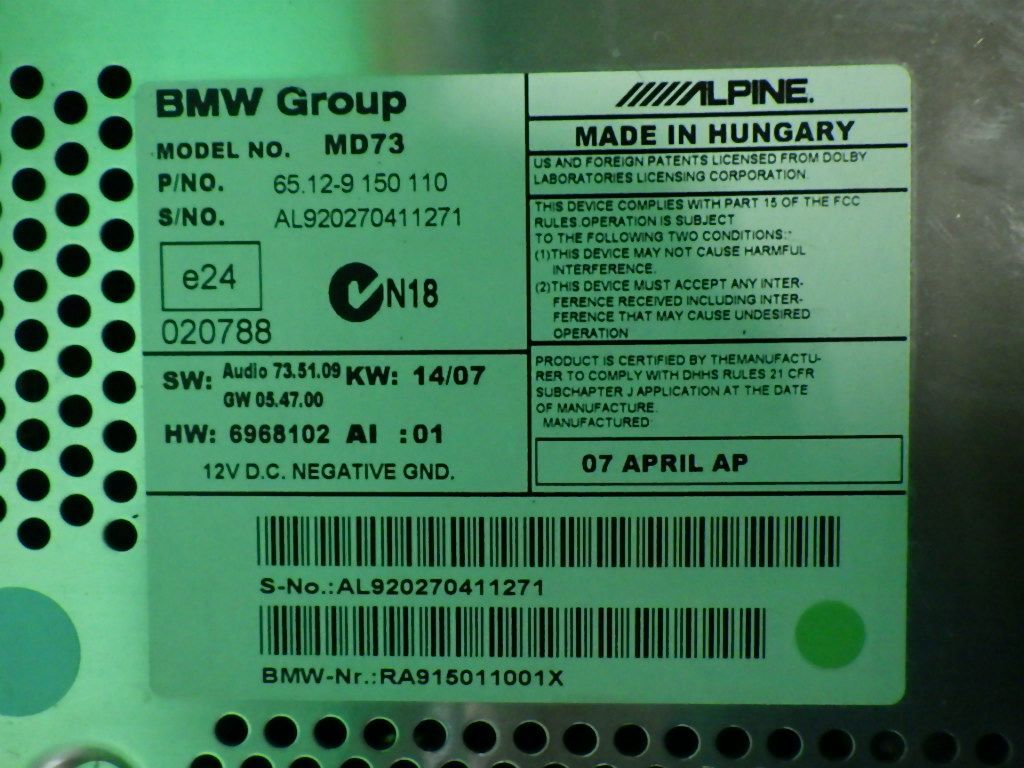 BMW Group
MODEL NO. MD73
P/NO. 65.12-9 150 110
S/NO. AL920270411271
e24
020788
N18
SW: Audio 73.51.09 KW: 14/07
GW 05.47.00
HW: 6968102 AI :01
12V D.C. NEGATIVE GND.
ALPINE.
MADE IN HUNGARY
US AND FOREIGN PATENTS LICENSED FROM DOLBY
LABORATORIES LICENSING CORPORATION.
THIS DEVICE COMPLIES WITH PART 15 OF THE FCC
RULES.OPERATION IS SUBJECT
TO THE FOLLOWING TWO CONDITIONS:
(1)THIS DEVICE MAY NOT CAUSE HARMFUL
INTERFERENCE.
(2)THIS DEVICE MUST ACCEPT ANY INTER-
FERENCE RECEIVED INCLUDING INTER-
FERENCE THAT MAY CAUSE UNDESIRED
OPERATION
PRODUCT IS CERTIFIED BY THEMANUFACTU-
RER TO COMPLY WITH DHHS RULES 21 CFR
SUBCHAPTER J APPLICATION AT THE DATE
OF MANUFACTURE.
MANUFACTURED:
07 APRIL AP
S-No.:AL920270411271
BMW-Nr.:RA915011001X